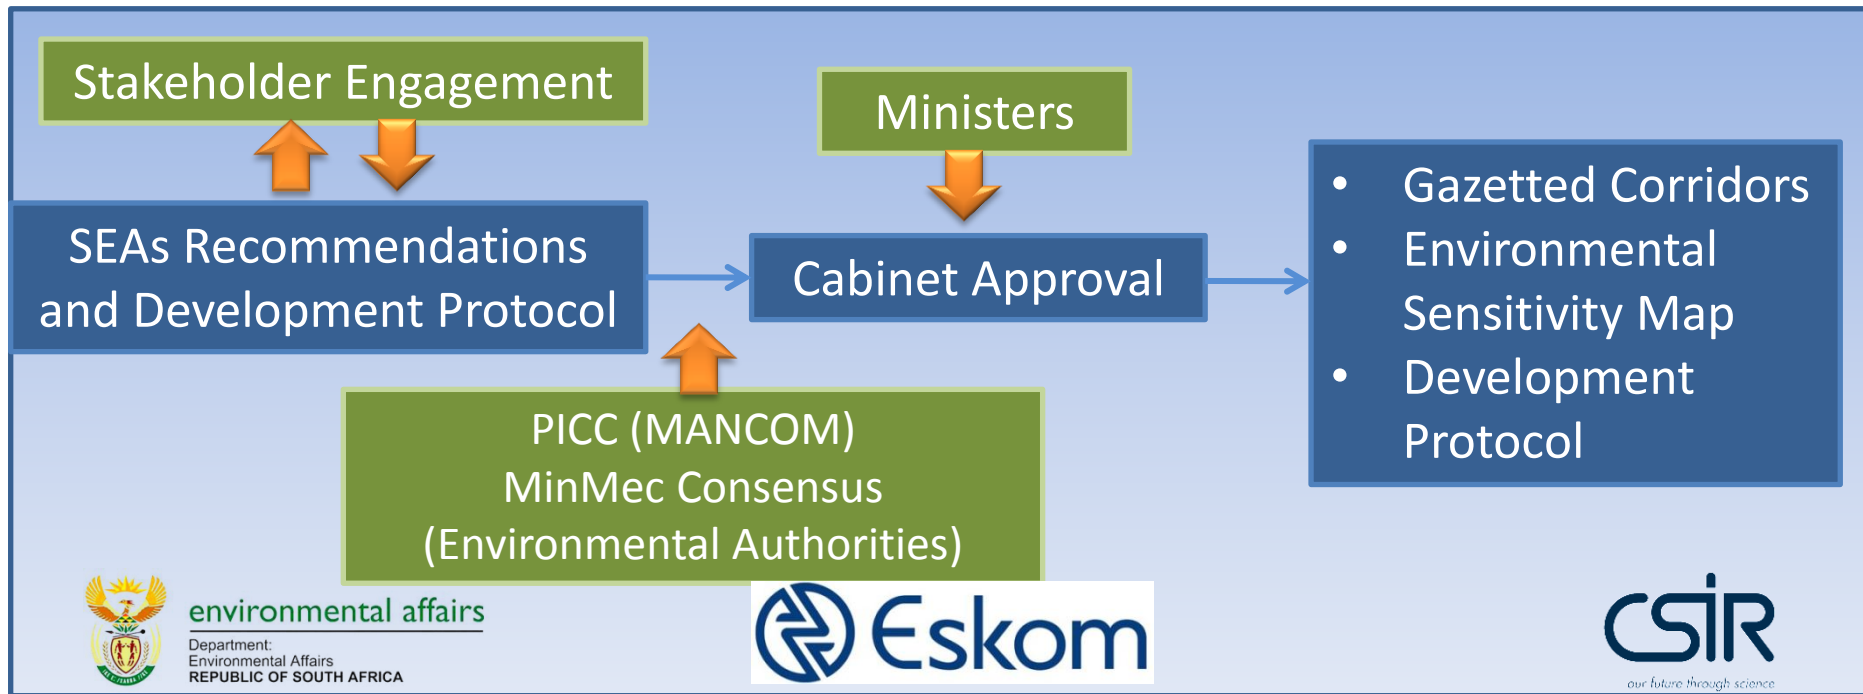 Stakeholder Engagement
Ministers
SEAs Recommendations
and Development Protocol
Cabinet Approval
• Gazetted Corridors
• Environmental
Sensitivity Map
• Development
Protocol
PICC (MANCOM)
MinMec Consensus
(Environmental Authorities)
environmental affairs
Department:
Environmental Affairs
REPUBLIC OF SOUTH AFRICA
Eskom
CSIR
our future through science